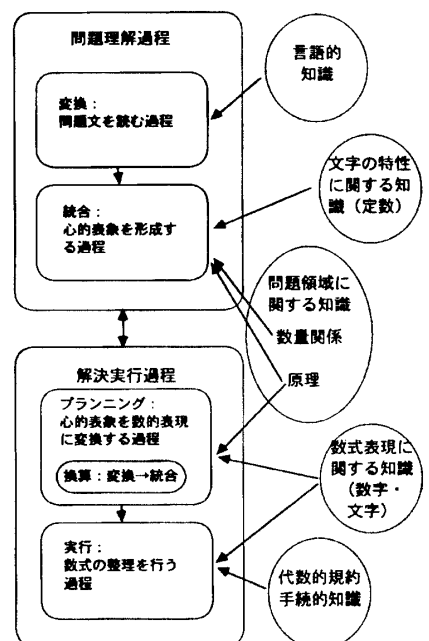 問題理解過程
変換：
問題文を読む過程
統合：
心的表象を形成す
る過程
言語的
知識
文字の特性
に関する知
識（定数）
問題領域に
関する知識
数量関係
原理
解決実行過程
プランニング：
心的表象を数的表現
に変換する過程
換算：変換→統合
実行：
数式の整理を行う
過程
数式表現に
関する知識
（数字・
文字）
代数的規約
手続的知識